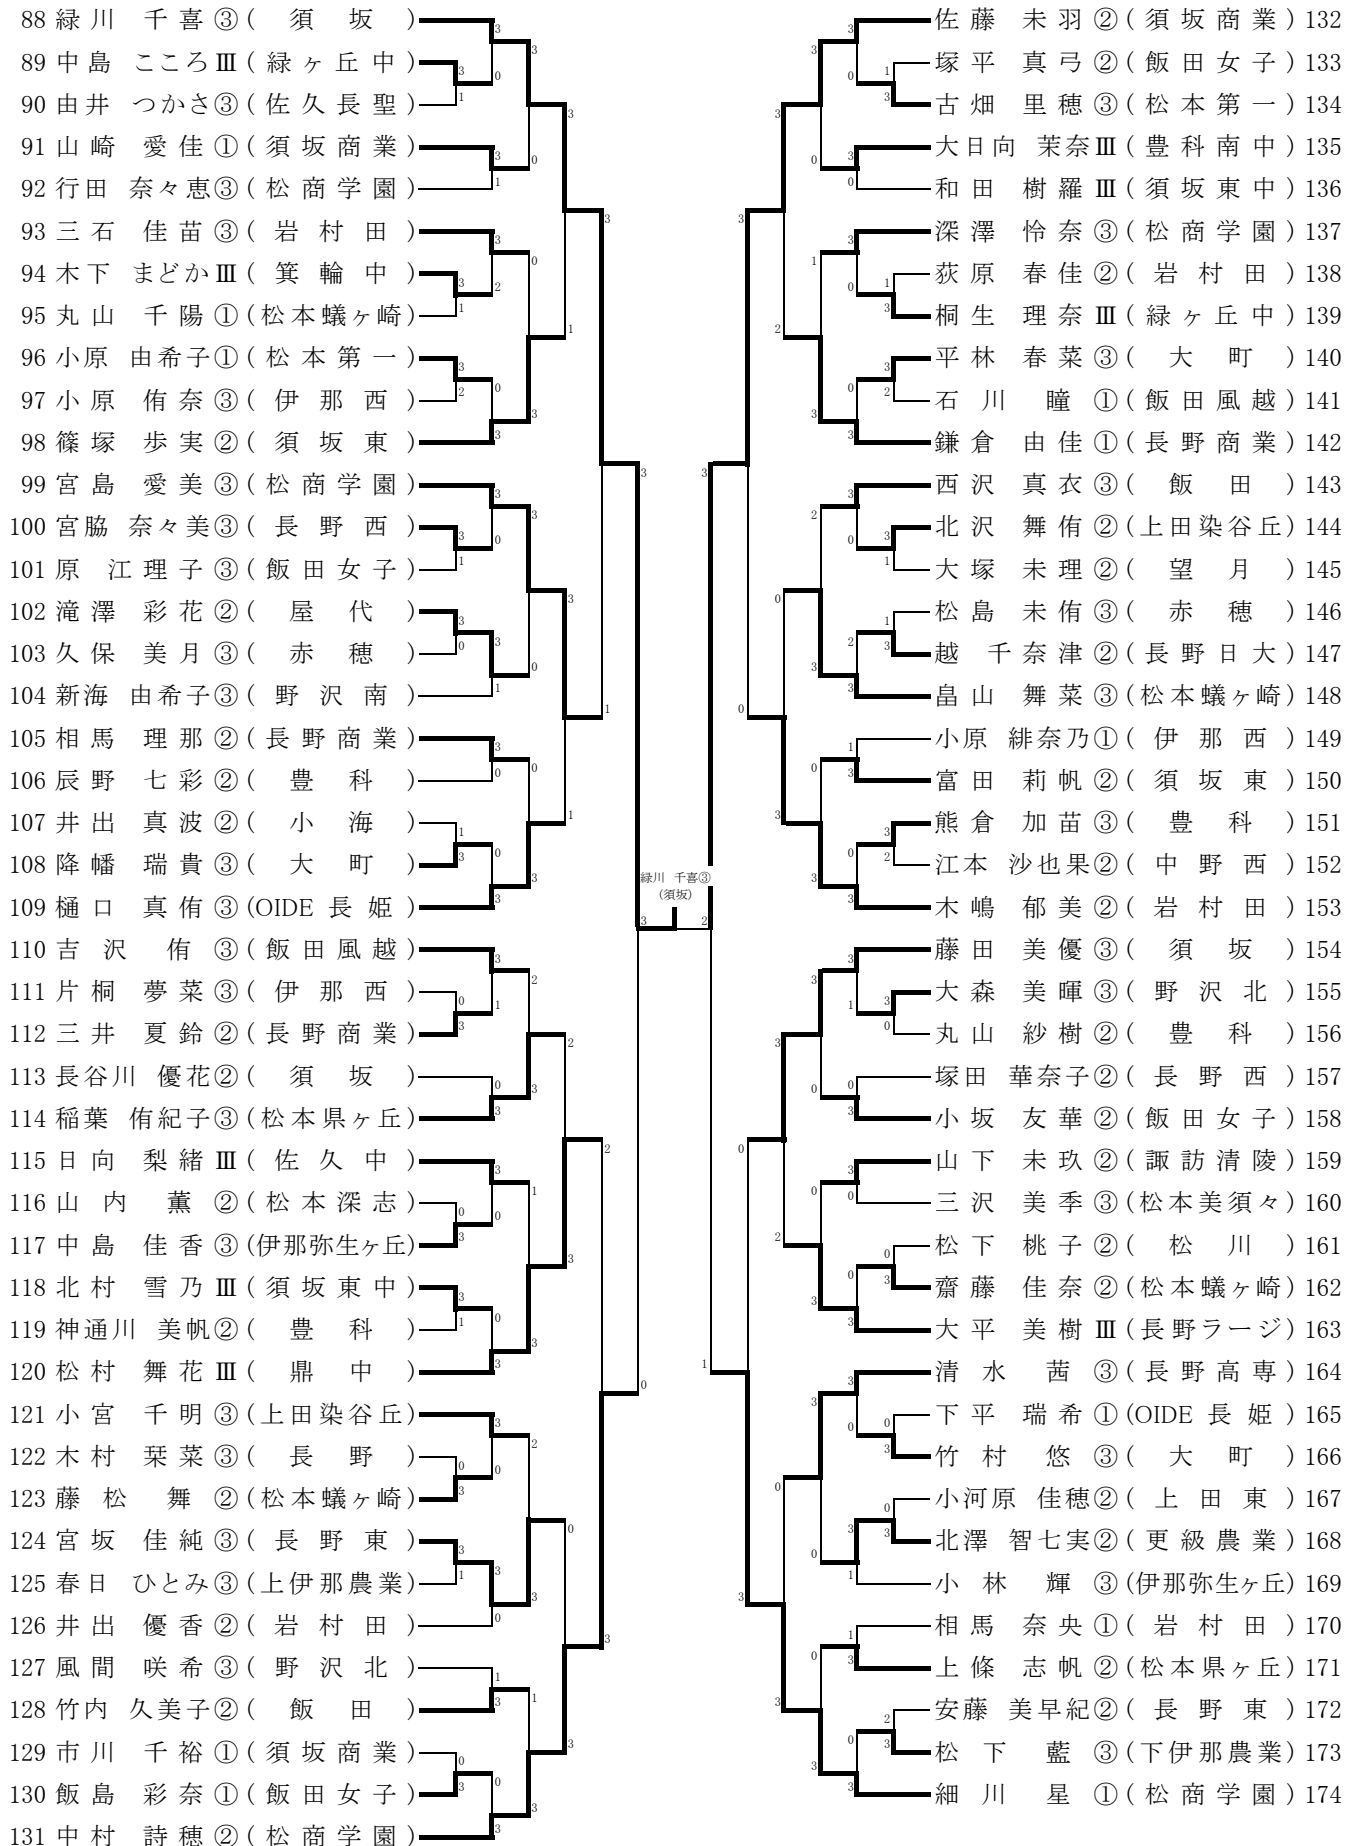 88 緑川 千喜③(須坂)
89 中島 こころⅢ(緑ヶ丘中)
90 由井 つかさ③(佐久長聖)
91 山崎 愛佳①(須坂商業)
92 行田 奈々恵③(松商学園)
93 三石 佳苗③(岩村田)
94 木下 まどかⅢ(箕輪中)
95 丸山 千陽①(松本蟻ヶ崎)
96 小原 由希子①(松本第一)
97 小原 侑奈③(伊那西)
98 篠塚 歩実②(須坂東)
99 宮島 愛美③(松商学園)
100 宮脇 奈々美③(長野西)
101 原 江理子③(飯田女子)
102 滝澤 彩花②(屋代)
103 久保 美月③(赤穂)
104 新海 由希子③(野沢南)
105 相馬 理那②(長野商業)
106 辰野 七彩②(豊科)
107 井出 真波②(小海)
108 降幡 瑞貴③(大町)
109 樋口 真侑③(OIDE長姫)
110 吉沢 侑③(飯田風越)
111 片桐 夢菜③(伊那西)
112 三井 夏鈴②(長野商業)
113 長谷川 優花②(須坂)
114 稲葉 侑紀子③(松本県ヶ丘)
115 日向 梨緒Ⅲ(佐久中)
116 山内 薫②(松本深志)
117 中島 佳香③(伊那弥生ヶ丘)
118 北村 雪乃Ⅲ(須坂東中)
119 神通川 美帆②(豊科)
120 松村 舞花Ⅲ(鼎中)
121 小宮 千明③(上田染谷丘)
122 木村 栞菜③(長野)
123 藤松 舞②(松本蟻ヶ崎)
124 宮坂 佳純③(長野東)
125 春日 ひとみ③(上伊那農業)
126 井出 優香②(岩村田)
127 風間 咲希③(野沢北)
128 竹内 久美子②(飯田)
129 市川 千裕①(須坂商業)
130 飯島 彩奈①(飯田女子)
131 中村 詩穂②(松商学園)
緑川 千喜③
(須坂)
3 2
佐藤 未羽②(須坂商業)132
塚平 真弓②(飯田女子)133
古畑 里穂③(松本第一)134
大日向 茉奈Ⅲ(豊科南中)135
和田 樹羅Ⅲ(須坂東中)136
深澤 怜奈③(松商学園)137
荻原 春佳②(岩村田)138
桐生 理奈Ⅲ(緑ヶ丘中)139
平林 春菜③(大町)140
石川 瞳①(飯田風越)141
鎌倉 由佳①(長野商業)142
西沢 真衣③(飯田)143
北沢 舞侑②(上田染谷丘)144
大塚 未理②(望月)145
松島 未侑③(赤穂)146
越 千奈津②(長野日大)147
畠山 舞菜③(松本蟻ヶ崎)148
小原 緋奈乃①(伊那西)149
富田 莉帆②(須坂東)150
熊倉 加苗③(豊科)151
江本 沙也果②(中野西)152
木嶋 郁美②(岩村田)153
藤田 美優③(須坂)154
大森 美暉③(野沢北)155
丸山 紗樹②(豊科)156
塚田 華奈子②(長野西)157
小坂 友華②(飯田女子)158
山下 未玖②(諏訪清陵)159
三沢 美季③(松本美須々)160
松下 桃子②(松川)161
齋藤 佳奈②(松本蟻ヶ崎)162
大平 美樹Ⅲ(長野ラージ)163
清水 茜③(長野高専)164
下平 瑞希①(OIDE長姫)165
竹村 悠③(大町)166
小河原 佳穂②(上田東)167
北澤 智七実②(更級農業)168
小林 輝③(伊那弥生ヶ丘)169
相馬 奈央①(岩村田)170
上條 志帆②(松本県ヶ丘)171
安藤 美早紀②(長野東)172
松下 藍③(下伊那農業)173
細川 星①(松商学園)174